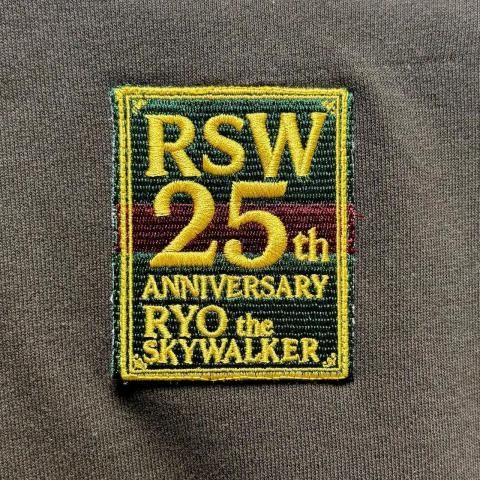 RSW
25th
ANNIVERSARY
RYO the
SKYWALKER